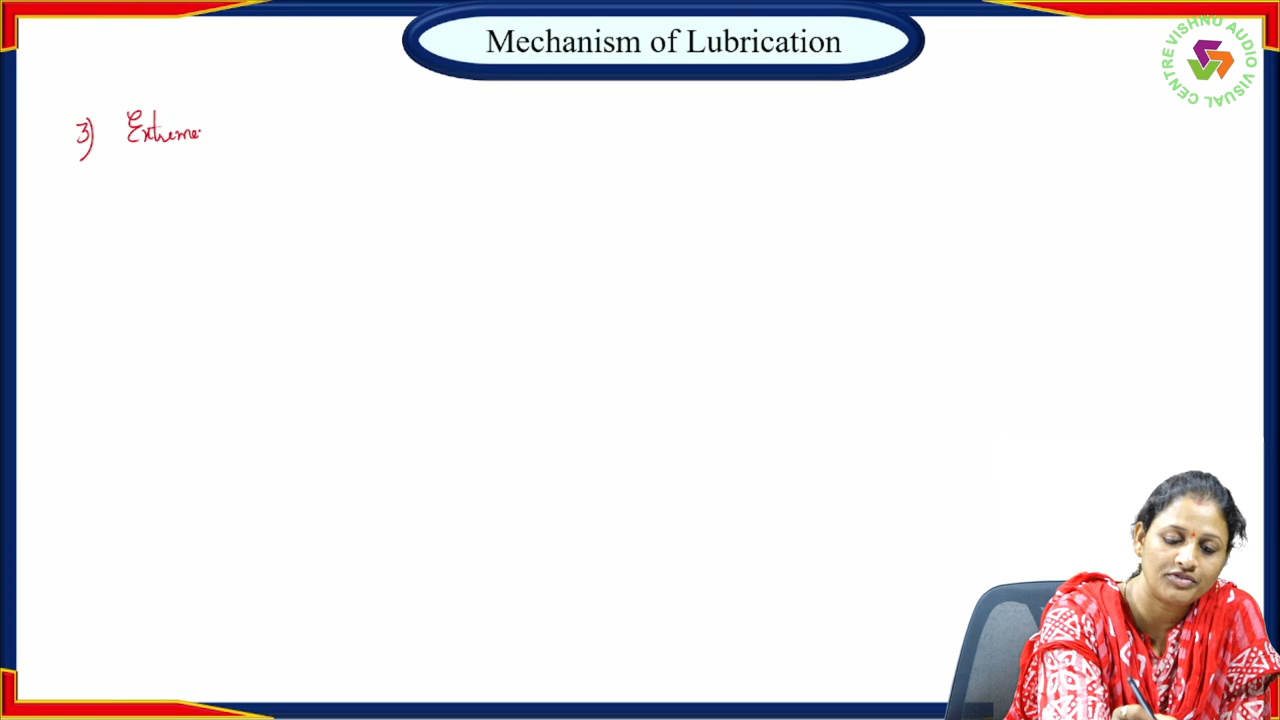 Mechanism of Lubrication
VISHNU AUDIO VISUAL CENTRE
3) Extreme